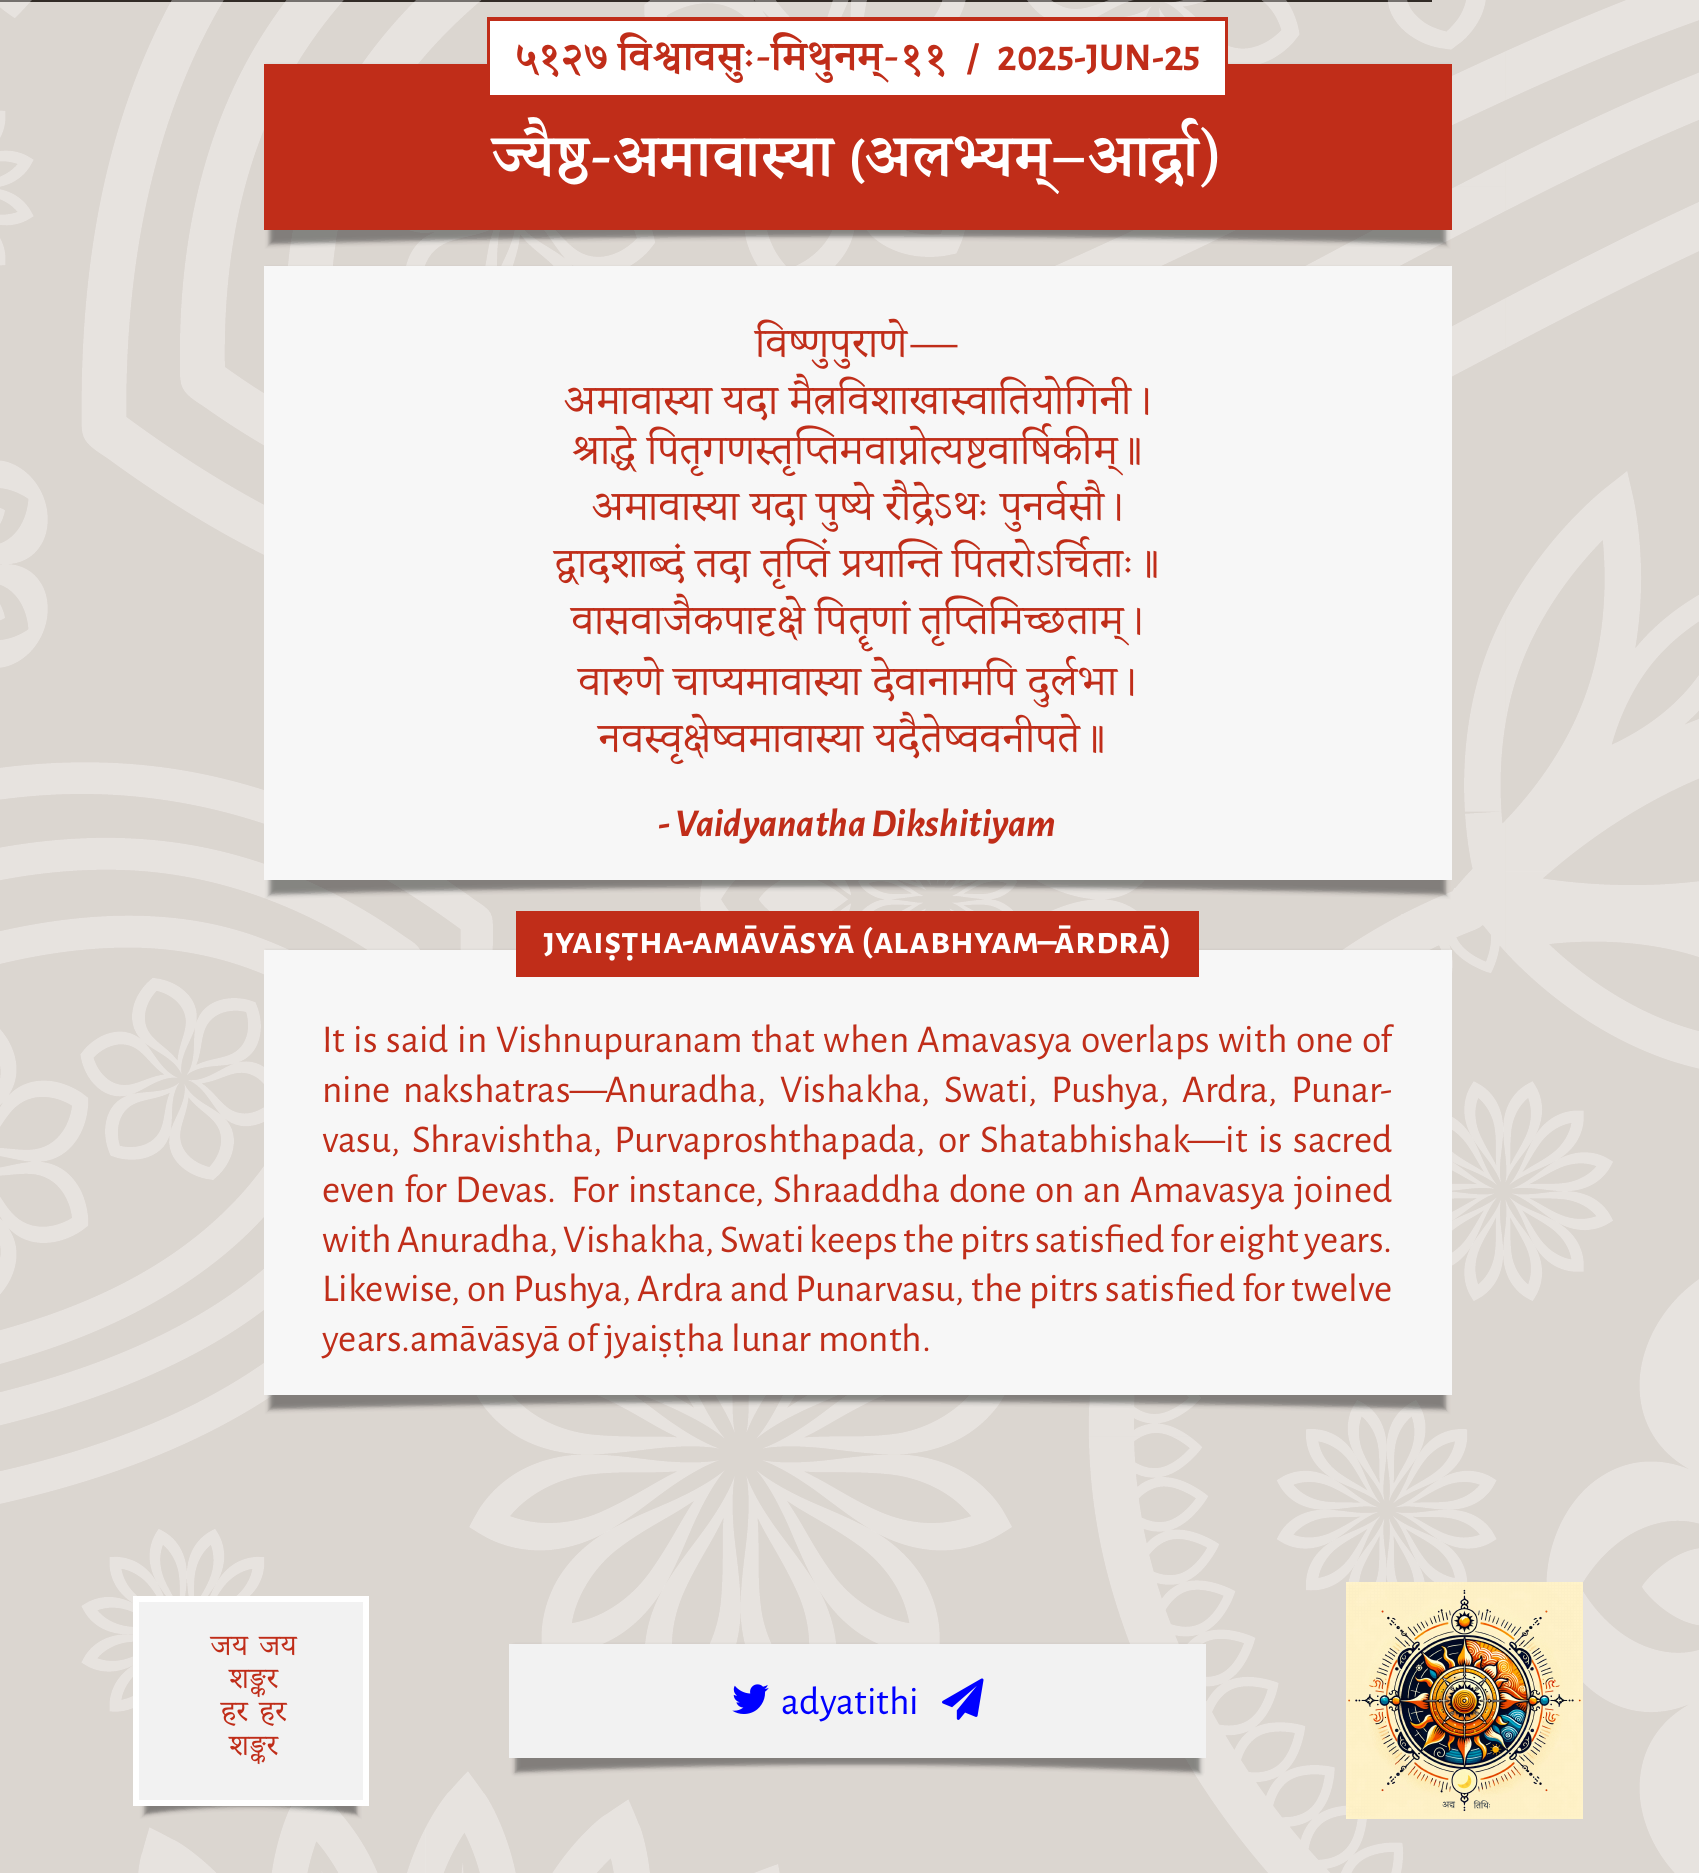 ५१२७ विश्वावसुः-मिथुनम्-११ / 2025-JUN-25
ज्यैष्ठ-अमावास्या (अलभ्यम्–आर्द्रा)
विष्णुपुराणे—
अमावास्या यदा मैत्रविशाखास्वातियोगिनी।
श्राद्धे पितृगणस्तृप्तिमवाप्नोत्यष्टवार्षिकीम्॥
अमावास्या यदा पुष्ये रौद्रेऽथः पुनर्वसौ।
द्वादशाब्दं तदा तृप्तिं प्रयान्ति पितरोऽर्चिताः॥
वासवाजैकपादृक्षे पितॄणां तृप्तिमिच्छताम्।
वारुणे चाप्यमावास्या देवानामपि दुर्लभा।
नवस्वृक्षेष्वमावास्या यदैतेष्ववनीपते॥
- Vaidyanatha Dikshitiyam
JYAIṢṬHA-AMĀVĀSYĀ (ALABHYAM–ĀRDRĀ)
It is said in Vishnupuranam that when Amavasya overlaps with one of
nine nakshatras—Anuradha, Vishakha, Swati, Pushya, Ardra, Punar-
vasu, Shravishtha, Purvaproshthapada, or Shatabhishak—it is sacred
even for Devas. For instance, Shraaddha done on an Amavasya joined
with Anuradha, Vishakha, Swati keeps the pitrs satisfied for eight years.
Likewise, on Pushya, Ardra and Punarvasu, the pitrs satisfied for twelve
years.amāvāsyā of jyaiṣṭha lunar month.
जय जय
शङ्कर
हर हर
शङ्कर
adyatithi
अद्य तिथिः